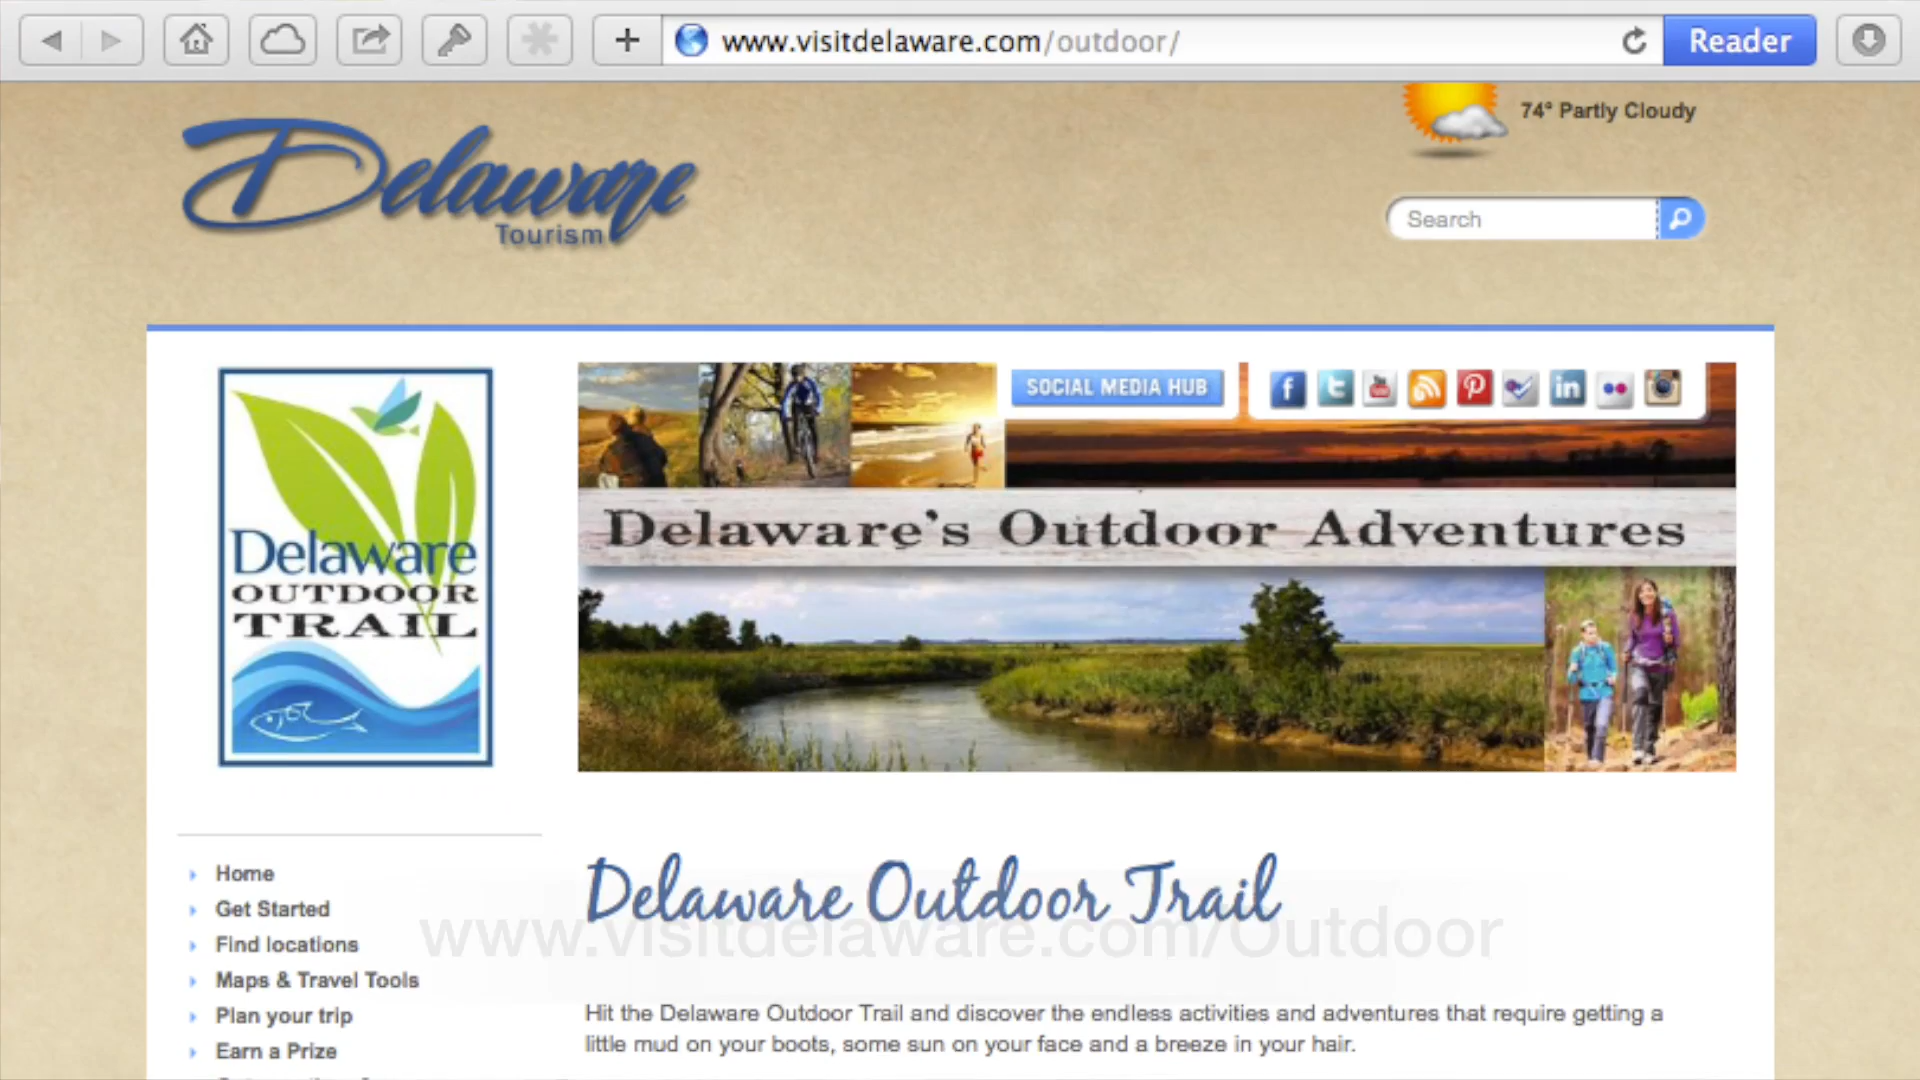 www.visitdelaware.com/outdoor/
Reader
Delaware
Tourism
74° Partly Cloudy
Search
SOCIAL MEDIA HUB
Delaware's Outdoor Adventures
Delaware
OUTDOOR
TRAIL
Home
Get Started
Find locations
Maps & Travel Tools
Plan your trip
Earn a Prize
Delaware Outdoor Trail
www.visitdelaware.com/Outdoor
Hit the Delaware Outdoor Trail and discover the endless activities and adventures that require getting a
little mud on your boots, some sun on your face and a breeze in your hair.